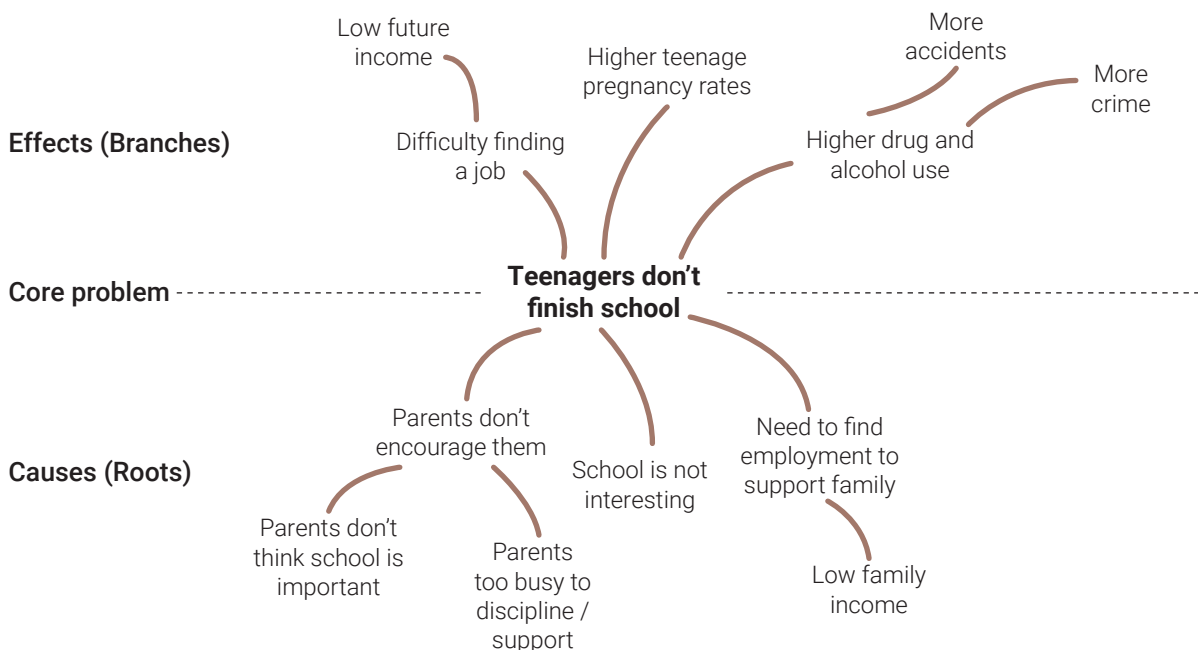 Low future
income
Higher teenage
pregnancy rates
More
accidents
More
crime
Effects (Branches)
Difficulty finding
a job
Higher drug and
alcohol use
Core problem
Teenagers don’t
finish school
Causes (Roots)
Parents don’t
encourage them
School is not
interesting
Need to find
employment to
support family
Parents don’t
think school is
important
Parents
too busy to
discipline /
support
Low family
income